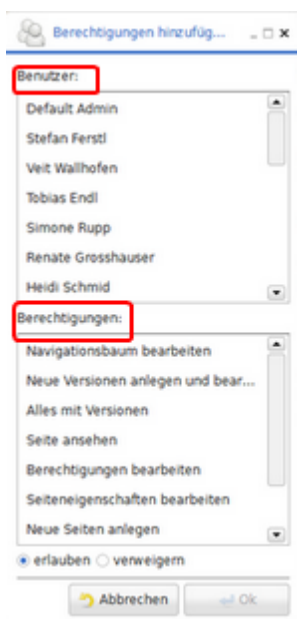 Berechtigungen hinzufüg...
Benutzer:
Default Admin
Stefan Ferstl
Veit Wallhofen
Tobias Endl
Simone Rupp
Renate Grosshauser
Heidi Schmid
Berechtigungen:
Navigationsbaum bearbeiten
Neue Versionen anlegen und bear...
Alles mit Versionen
Seite ansehen
Berechtigungen bearbeiten
Seiteneigenschaften bearbeiten
Neue Seiten anlegen
erlauben verweigern
Abbrechen Ok